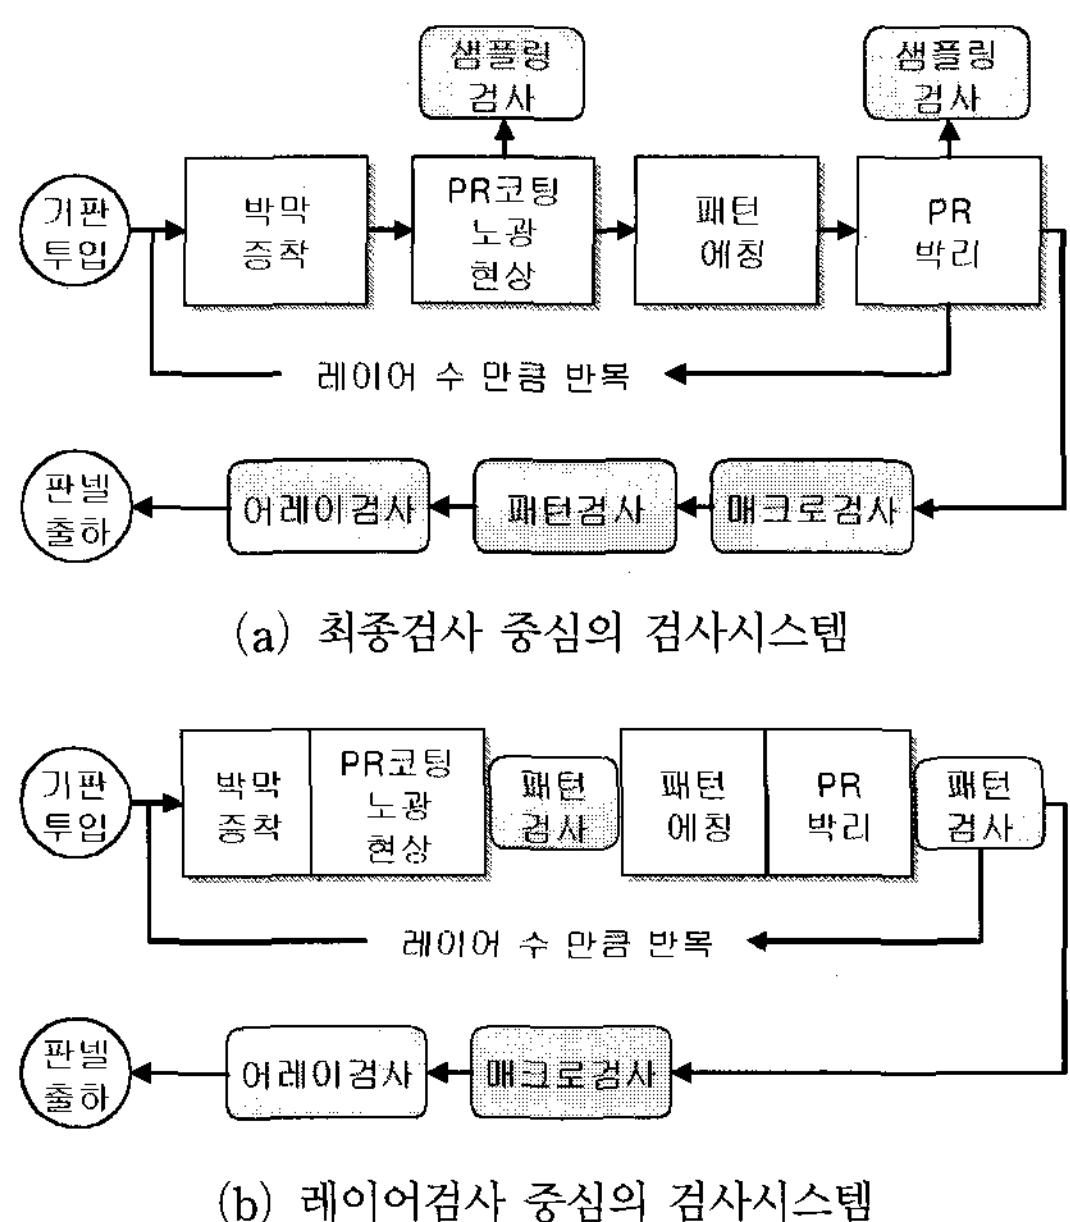 샘플링
검사
샘플링
검사
기판
투입
박막
증착
PR코팅
노광
현상
패턴
에칭
PR
박리
레이어 수 만큼 반복
판넬
출하
어레이검사
패턴검사
매크로검사
(a) 최종검사 중심의 검사시스템
기판
투입
박막
증착
PR코팅
노광
현상
패턴
검사
패턴
에칭
PR
박리
패턴
검사
레이어 수 만큼 반복
판넬
출하
어레이검사
매크로검사
(b) 레이어검사 중심의 검사시스템